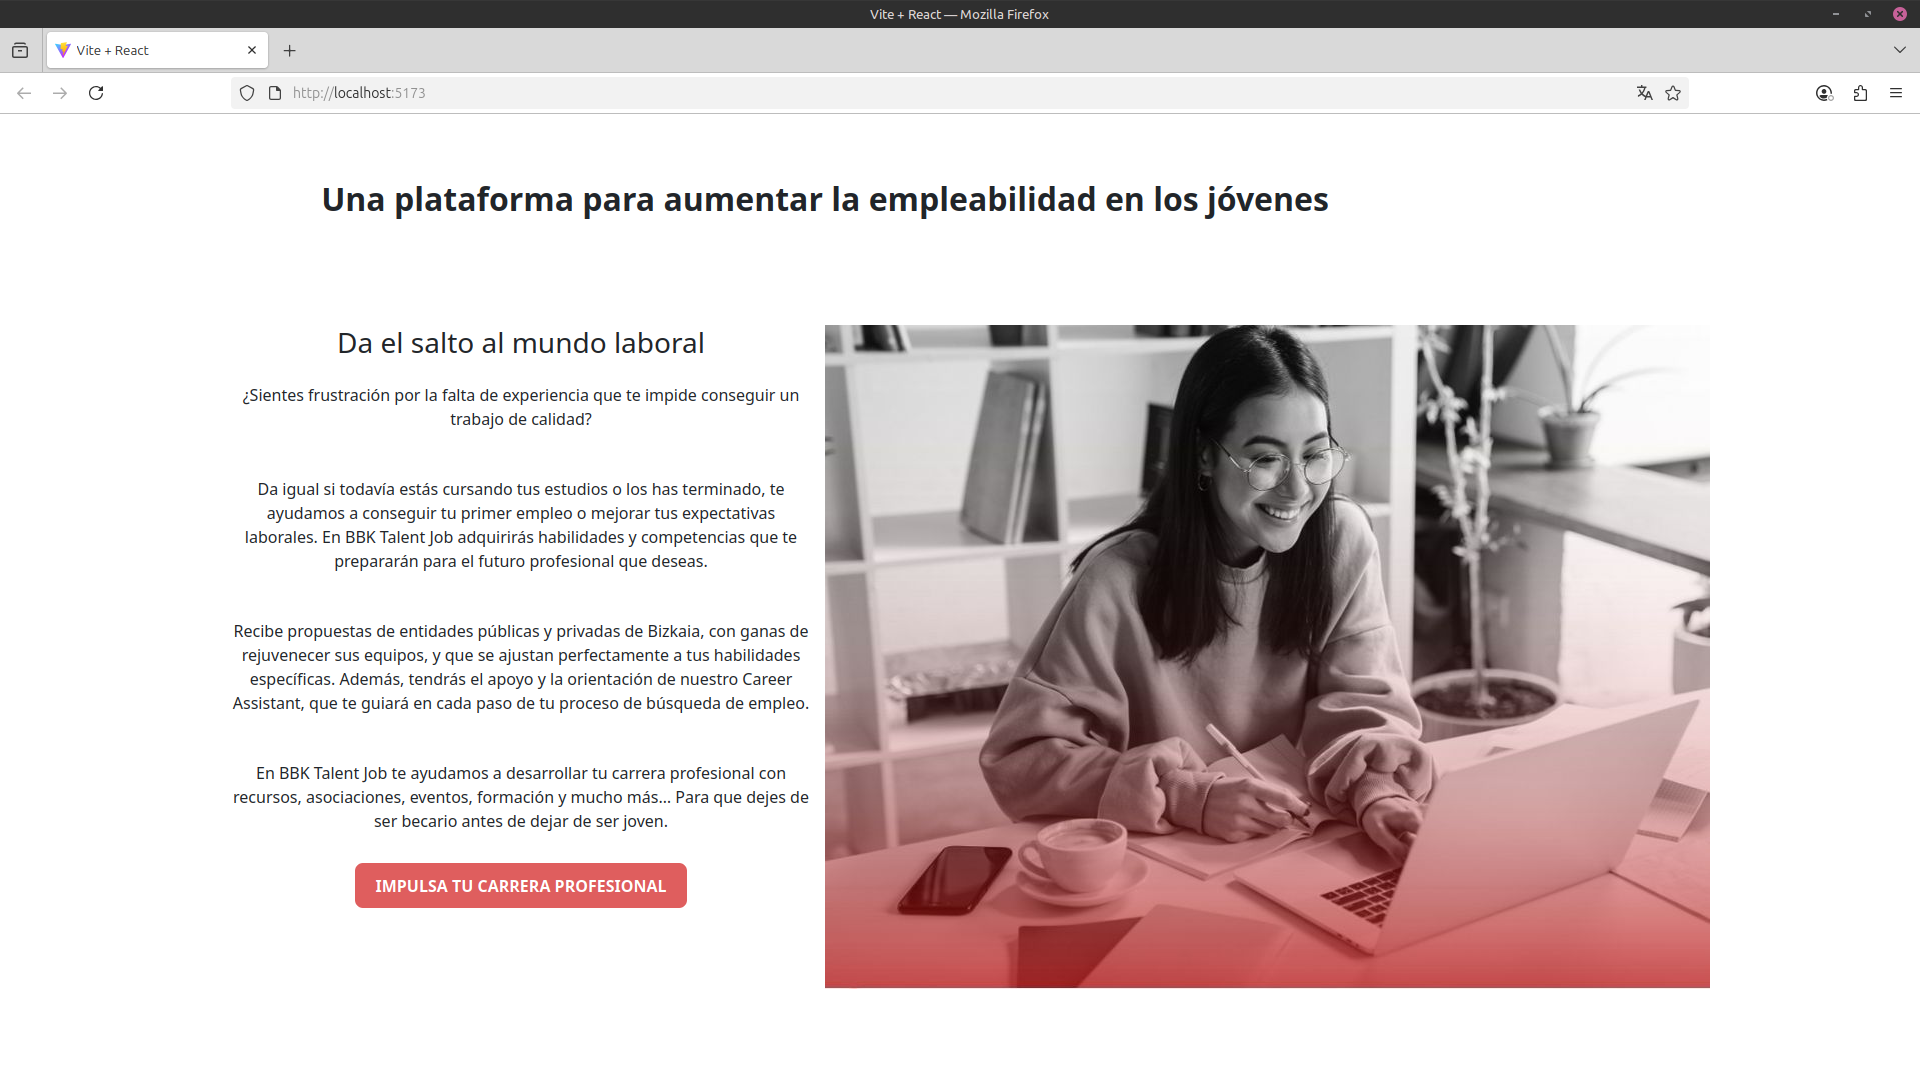 Vite + React — Mozilla Firefox
Vite + React
http://localhost:5173
Una plataforma para aumentar la empleabilidad en los jóvenes
Da el salto al mundo laboral
¿Sientes frustración por la falta de experiencia que te impide conseguir un
trabajo de calidad?
Da igual si todavía estás cursando tus estudios o los has terminado, te
ayudamos a conseguir tu primer empleo o mejorar tus expectativas
laborales. En BBK Talent Job adquirirás habilidades y competencias que te
prepararán para el futuro profesional que deseas.
Recibe propuestas de entidades públicas y privadas de Bizkaia, con ganas de
rejuvenecer sus equipos, y que se ajustan perfectamente a tus habilidades
específicas. Además, tendrás el apoyo y la orientación de nuestro Career
Assistant, que te guiará en cada paso de tu proceso de búsqueda de empleo.
En BBK Talent Job te ayudamos a desarrollar tu carrera profesional con
recursos, asociaciones, eventos, formación y mucho más... Para que dejes de
ser becario antes de dejar de ser joven.
IMPULSA TU CARRERA PROFESIONAL